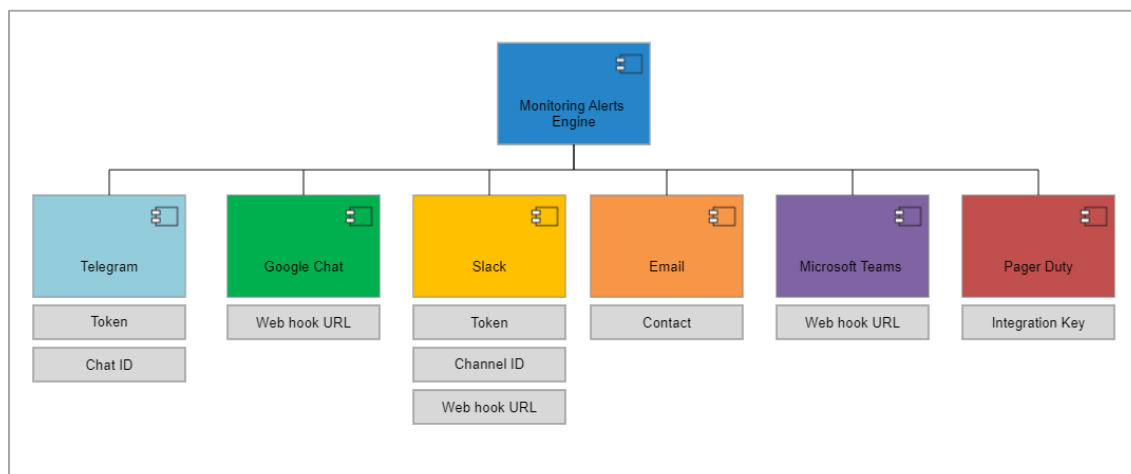 Monitoring Alerts
Engine
Telegram
Google Chat
Slack
Email
Microsoft Teams
Pager Duty
Token
Web hook URL
Token
Contact
Web hook URL
Integration Key
Chat ID
Channel ID
Web hook URL